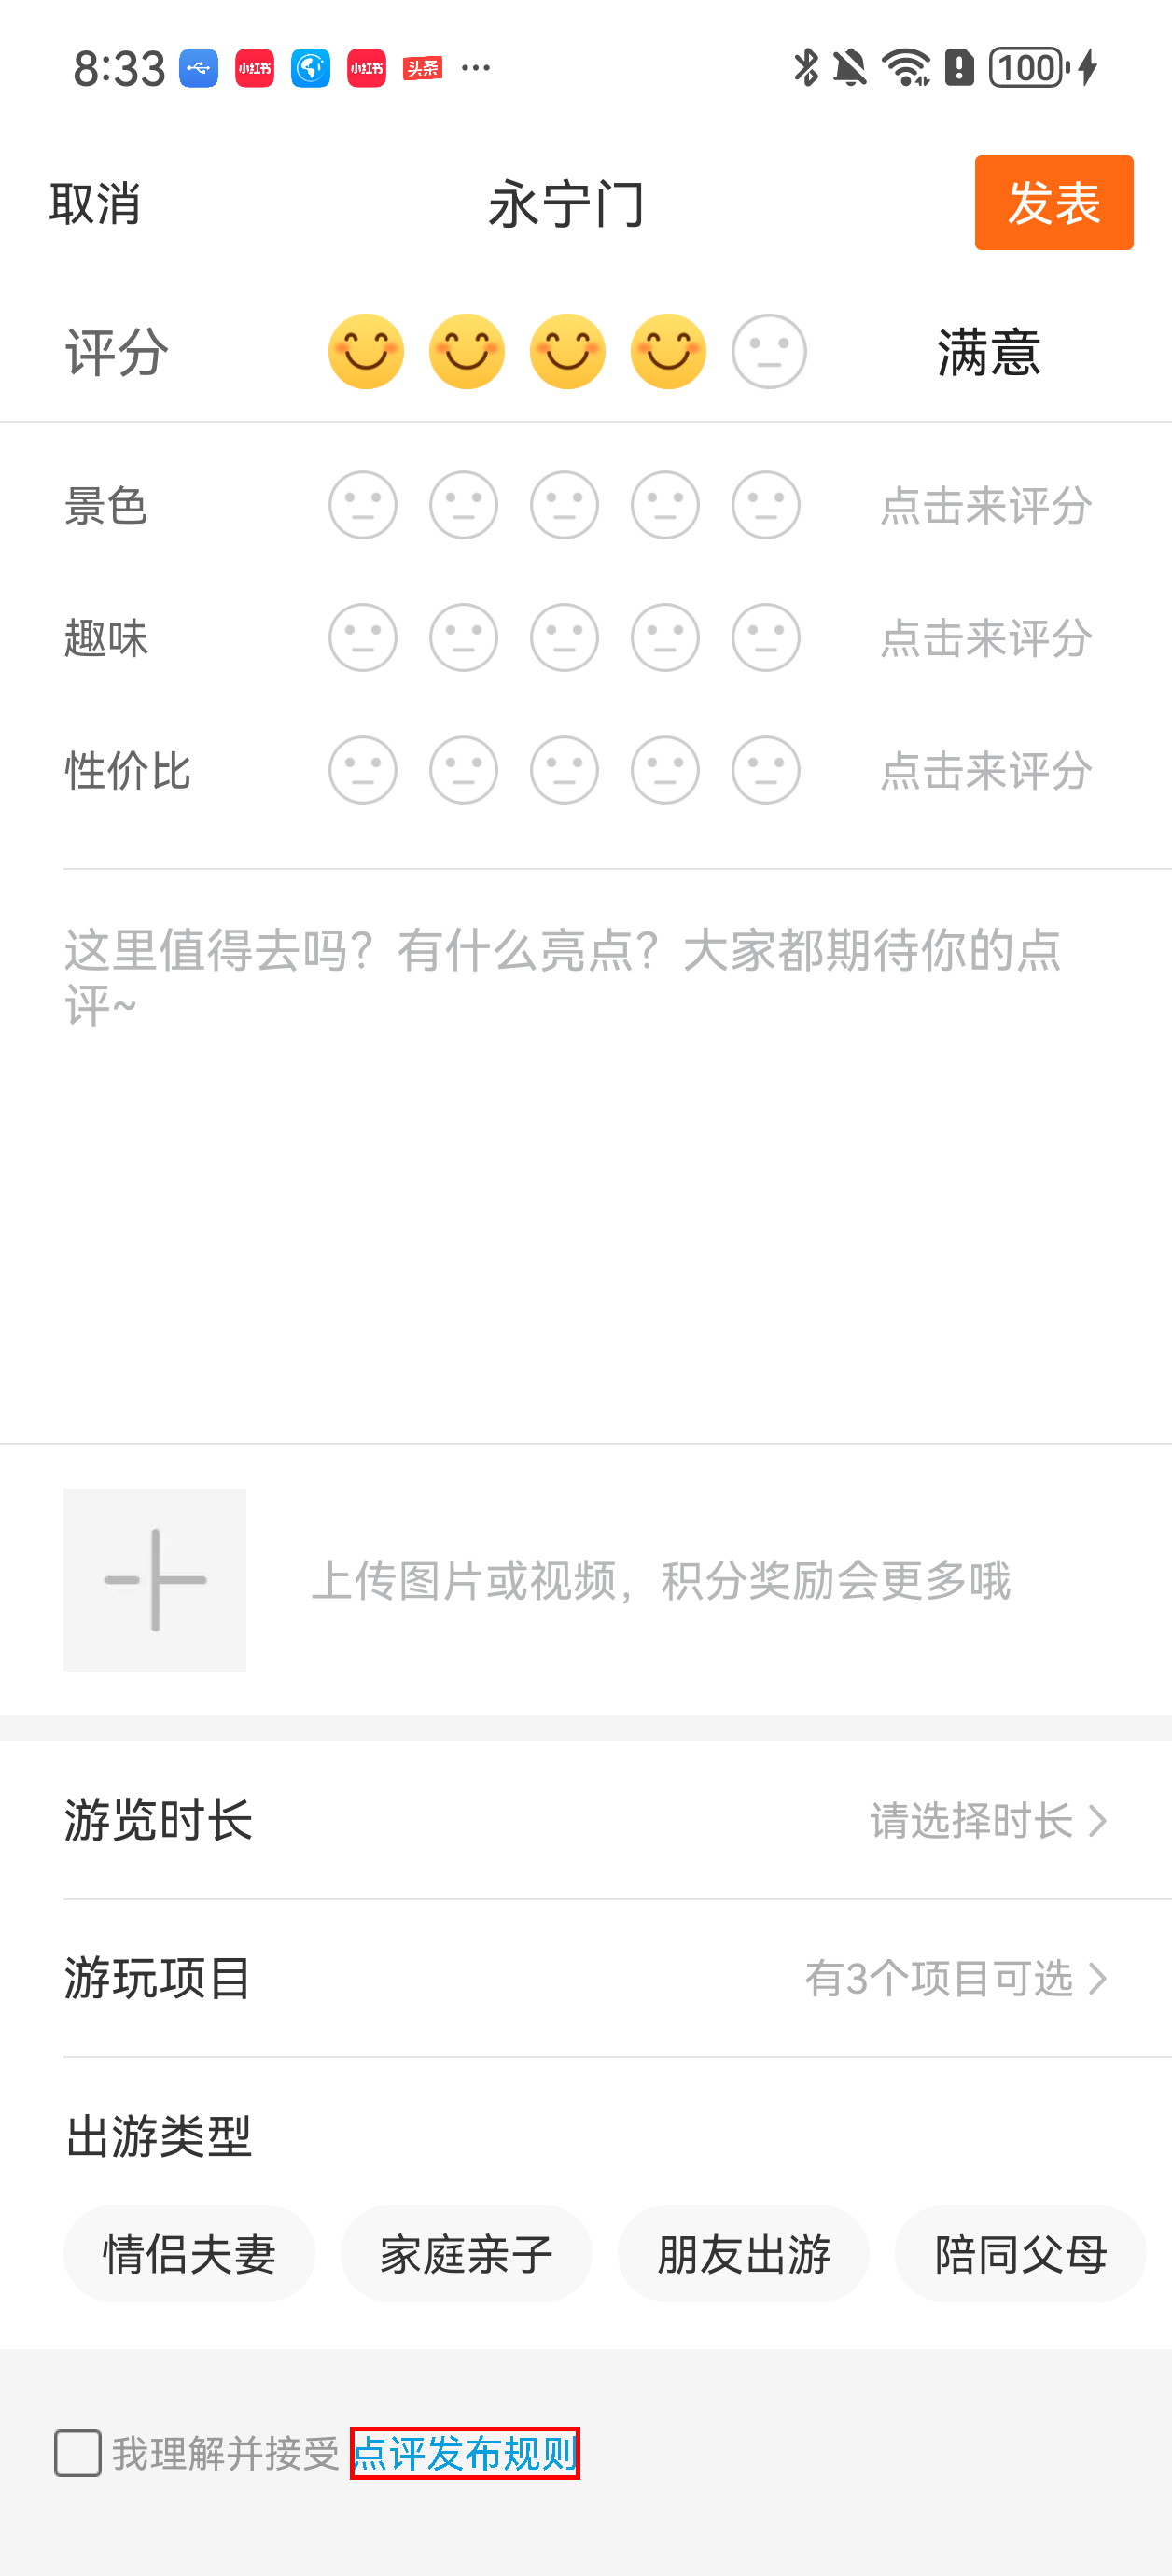 8:33 小红书 小红书 头条 ... 100
取消 永宁门 发表
评分 满意
景色 点击来评分
趣味 点击来评分
性价比 点击来评分
这里值得去吗？有什么亮点？大家都期待你的点
评~
上传图片或视频，积分奖励会更多哦
游览时长 请选择时长
游玩项目 有3个项目可选
出游类型
情侣夫妻 家庭亲子 朋友出游 陪同父母
我理解并接受 点评发布规则